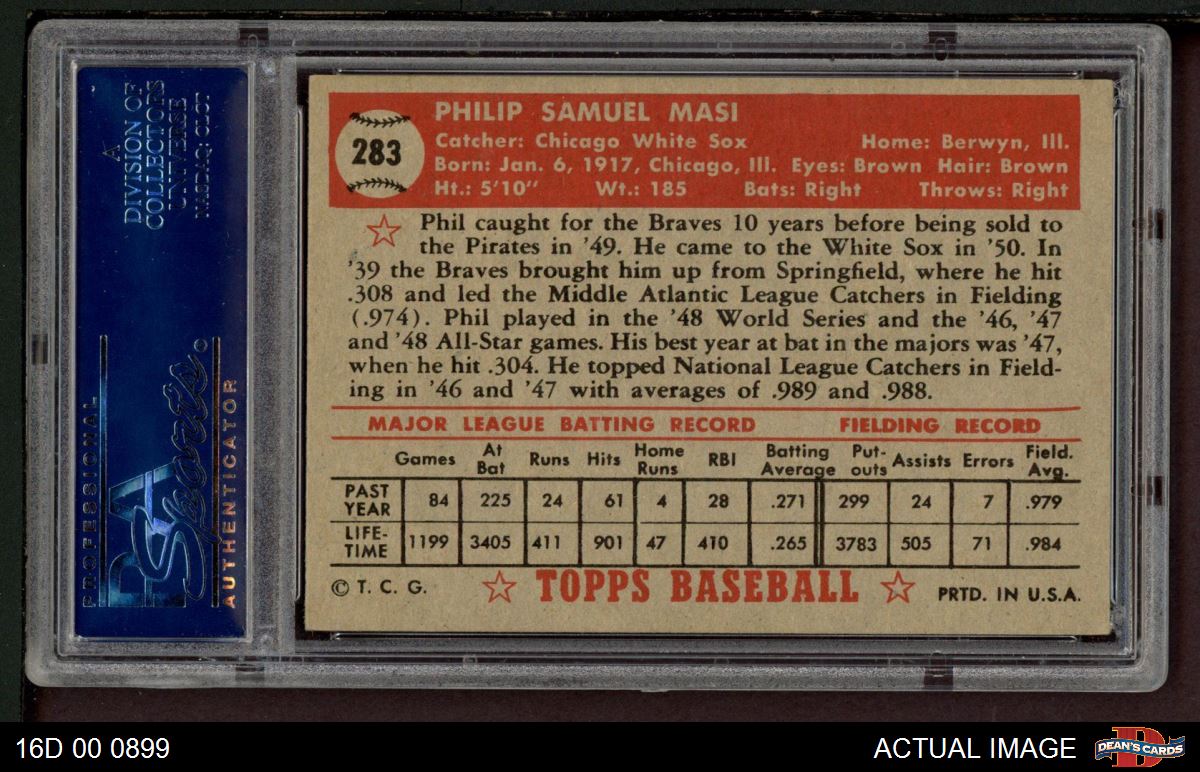 A
DIVISION OF
COLLECTORS
UNIVERSE
NASDAQ: CLCT
PROFESSIONAL
PSA
Sports
AUTHENTICATOR
283
PHILIP SAMUEL MASI
Catcher: Chicago White Sox Home: Berwyn, Ill.
Born: Jan. 6, 1917, Chicago, Ill. Eyes: Brown Hair: Brown
Ht.: 5'10" Wt.: 185 Bats: Right Throws: Right
Phil caught for the Braves 10 years before being sold to
the Pirates in '49. He came to the White Sox in '50. In
'39 the Braves brought him up from Springfield, where he hit
.308 and led the Middle Atlantic League Catchers in Fielding
(.974). Phil played in the '48 World Series and the '46, '47
and '48 All-Star games. His best year at bat in the majors was '47,
when he hit .304. He topped National League Catchers in Field-
ing in '46 and '47 with averages of .989 and .988.
MAJOR LEAGUE BATTING RECORD FIELDING RECORD
Games At Bat Runs Hits Home Runs RBI Batting Average Put-outs Assists Errors Field. Avg.
PAST YEAR 84 225 24 61 4 28 .271 299 24 7 .979
LIFE-TIME 1199 3405 411 901 47 410 .265 3783 505 71 .984
© T. C. G. TOPPS BASEBALL PRTD. IN U.S.A.
16D 00 0899 ACTUAL IMAGE DEAN'S CARDS